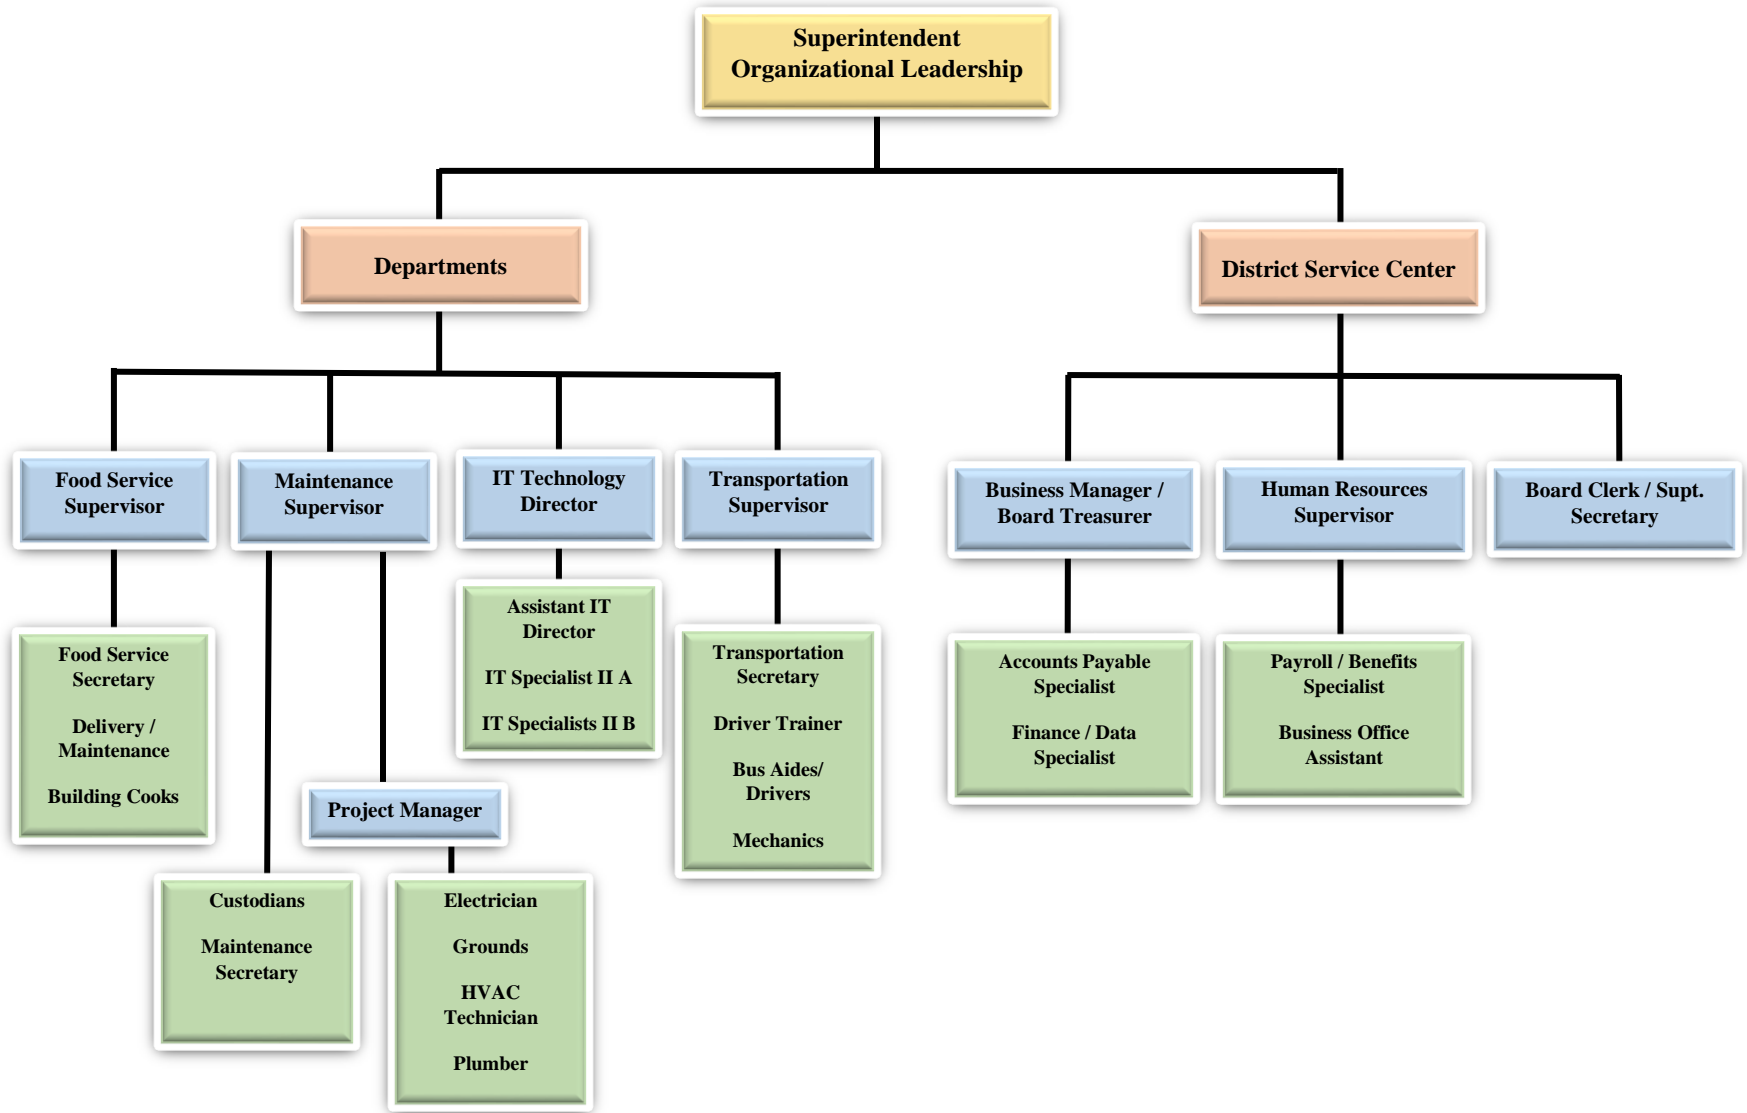 Superintendent
Organizational Leadership
Departments
District Service Center
Food Service
Supervisor
Maintenance
Supervisor
IT Technology
Director
Transportation
Supervisor
Business Manager /
Board Treasurer
Human Resources
Supervisor
Board Clerk / Supt.
Secretary
Food Service
Secretary
Delivery /
Maintenance
Building Cooks
Assistant IT
Director
IT Specialist II A
IT Specialists II B
Transportation
Secretary
Driver Trainer
Bus Aides/
Drivers
Mechanics
Accounts Payable
Specialist
Finance / Data
Specialist
Payroll / Benefits
Specialist
Business Office
Assistant
Project Manager
Custodians
Maintenance
Secretary
Electrician
Grounds
HVAC
Technician
Plumber